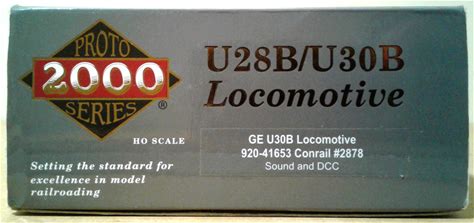 PROTO
2000
SERIES®
HO SCALE
Setting the standard for
excellence in model
railroading
U28B/U30B
Locomotive
GE U30B Locomotive
920-41653 Conrail #2878
Sound and DCC